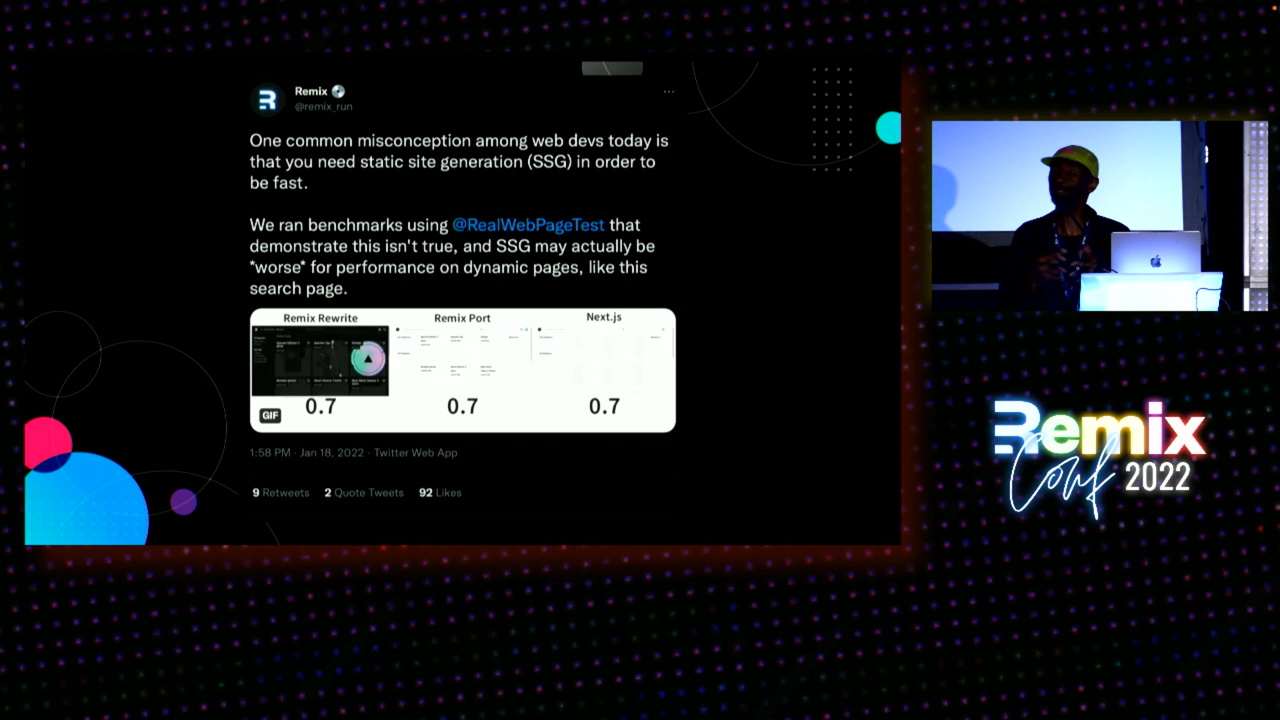 Remix
@remix_run
One common misconception among web devs today is
that you need static site generation (SSG) in order to
be fast.
We ran benchmarks using @RealWebPageTest that
demonstrate this isn't true, and SSG may actually be
*worse* for performance on dynamic pages, like this
search page.
Remix Rewrite
Remix Port
Next.js
0.7
0.7
0.7
GIF
1:58 PM · Jan 18, 2022 · Twitter Web App
9 Retweets 2 Quote Tweets 92 Likes
Remix
Conf 2022